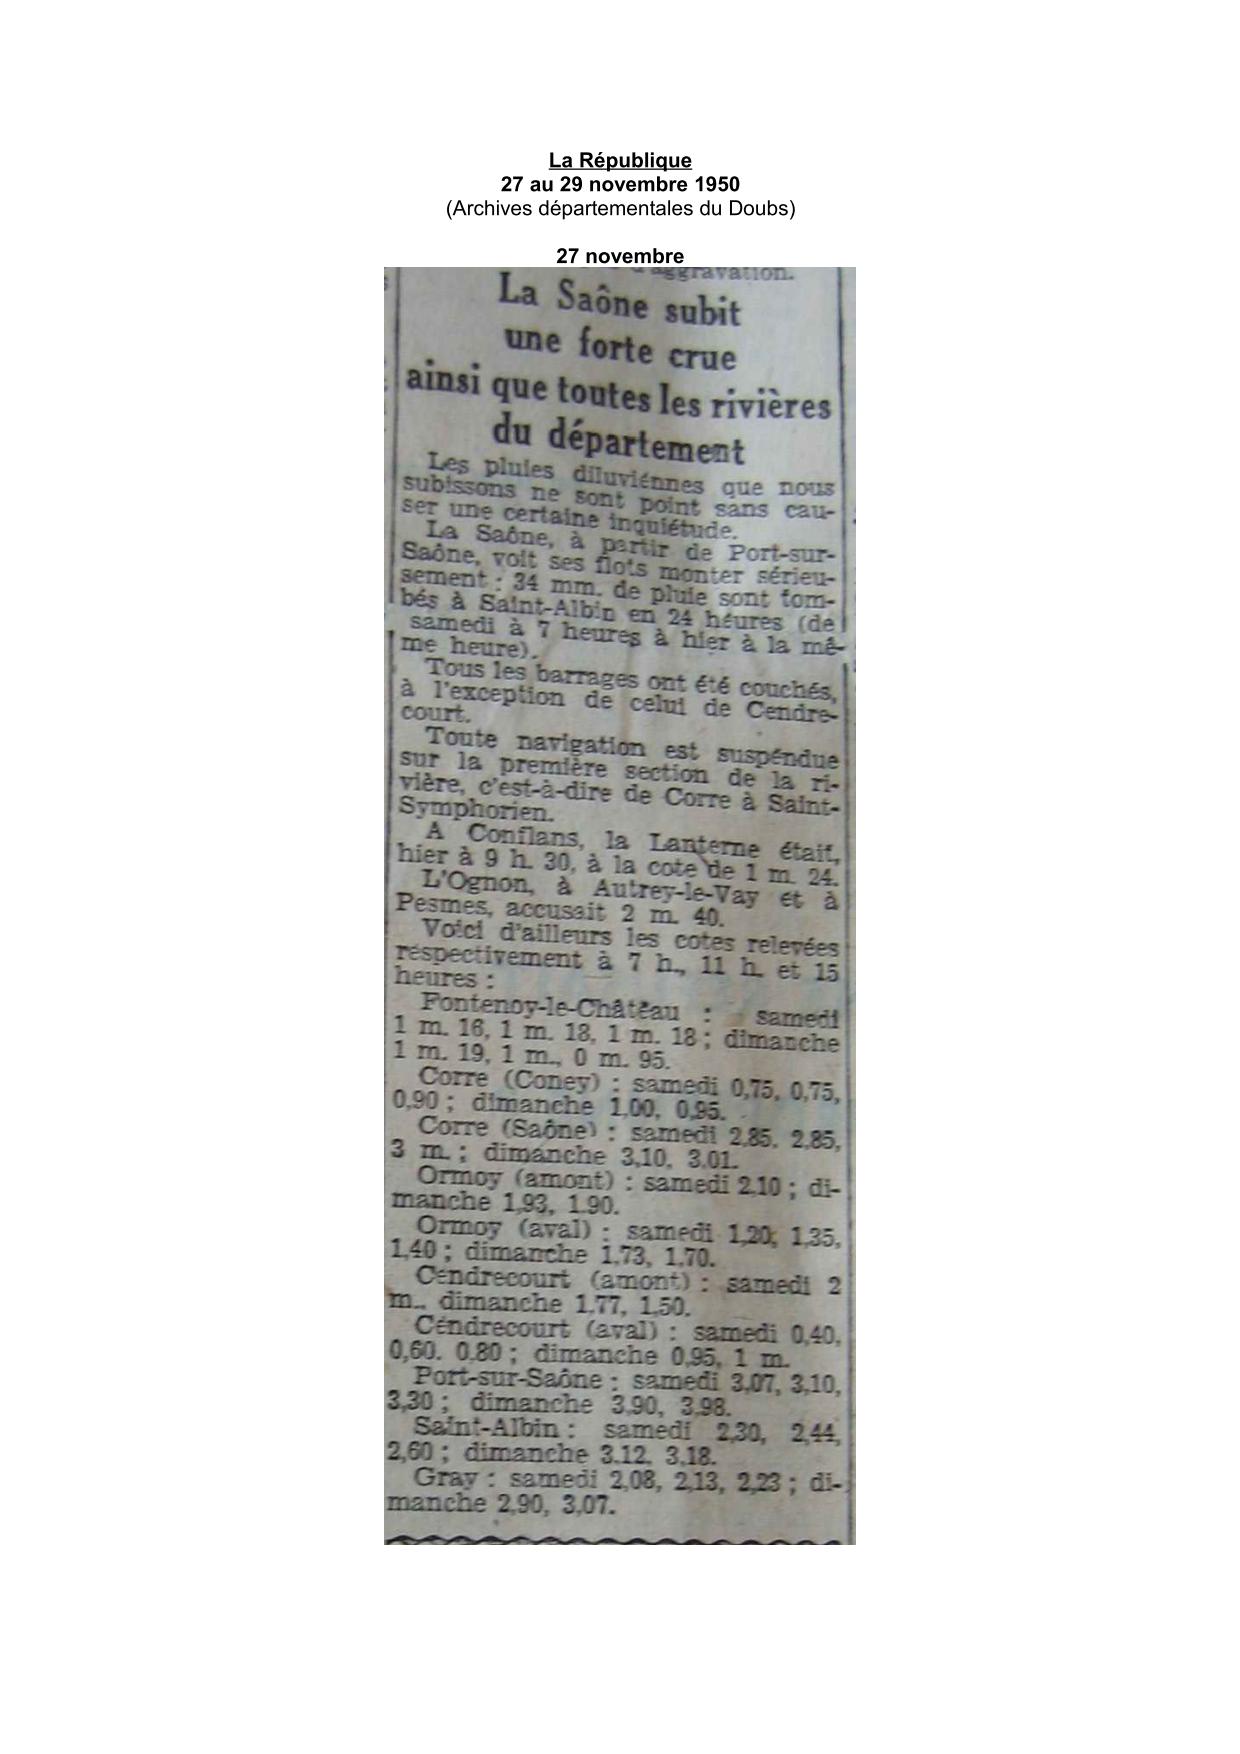 La République
27 au 29 novembre 1950
(Archives départementales du Doubs)
27 novembre
d'aggravation.
La Saône subit
une forte crue
ainsi que toutes les rivières
du département
Les pluies diluviénnes que nous
subissons ne sont point sans cau-
ser une certaine inquiétude.
La Saône, à partir de Port-sur-
Saône, voit ses flots monter sérieu-
sement : 34 mm. de pluie sont tom-
bés à Saint-Albin en 24 héures (de
samedi à 7 heures à hier à la mê-
me heure).
Tous les barrages ont été couchés,
à l'exception de celui de Cendre-
court.
Toute navigation est suspéndue
sur la première section de la ri-
vière, c'est-à-dire de Corre à Saint-
Symphorien.
A Conflans, la Lanterne était,
hier à 9 h. 30, à la cote de 1 m. 24.
L'Ognon, à Autrey-le-Vay et à
Pesmes, accusait 2 m. 40.
Voici d'ailleurs les cotes relevées
respectivement à 7 h., 11 h. et 15
heures :
Fontenoy-le-Château : samedi
1 m. 16, 1 m. 18, 1 m. 18 ; dimanche
1 m. 19, 1 m., 0 m. 95.
Corre (Coney) : samedi 0,75, 0,75,
0,90 ; dimanche 1,00, 0,95.
Corre (Saône) : samedi 2,85, 2,85,
3 m. ; dimanche 3,10, 3,01.
Ormoy (amont) : samedi 2,10 ; di-
manche 1,93, 1,90.
Ormoy (aval) : samedi 1,20, 1,35,
1,40 ; dimanche 1,73, 1,70.
Cendrecourt (amont) : samedi 2
m., dimanche 1,77, 1,50.
Céndrecourt (aval) : samedi 0,40,
0,60, 0,80 ; dimanche 0,95, 1 m.
Port-sur-Saône : samedi 3,07, 3,10,
3,30 ; dimanche 3,90, 3,98.
Saint-Albin : samedi 2,30, 2,44,
2,60 ; dimanche 3,12, 3,18.
Gray : samedi 2,08, 2,13, 2,23 ; di-
manche 2,90, 3,07.